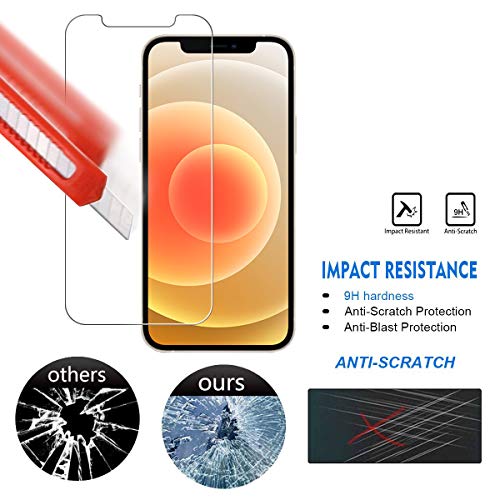 9H
Impact Resistant
Anti-Scratch
IMPACT RESISTANCE
9H hardness
Anti-Scratch Protection
Anti-Blast Protection
ANTI-SCRATCH
others
ours